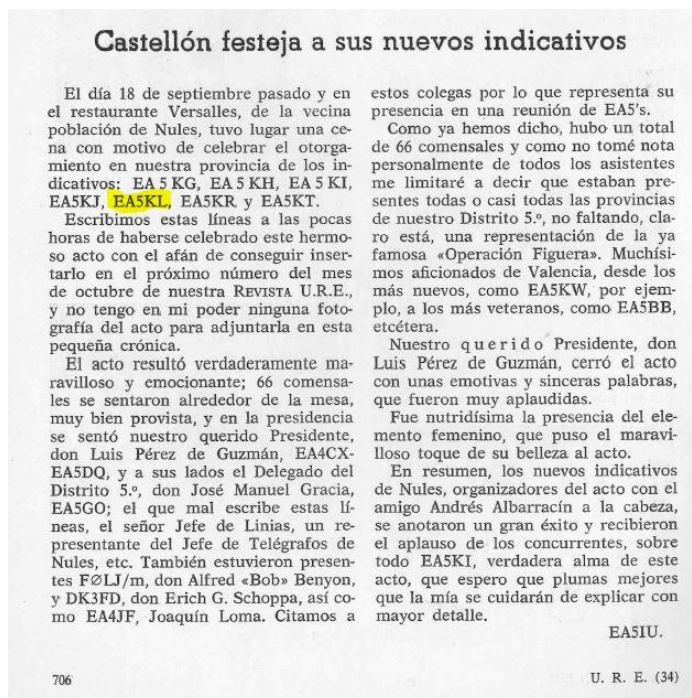 Castellón festeja a sus nuevos indicativos
El día 18 de septiembre pasado y en
el restaurante Versalles, de la vecina
población de Nules, tuvo lugar una ce-
na con motivo de celebrar el otorga-
miento en nuestra provincia de los in-
dicativos: EA 5 KG, EA 5 KH, EA 5 KI,
EA5KJ, EA5KL, EA5KR y EA5KT.
Escribimos estas líneas a las pocas
horas de haberse celebrado este hermo-
so acto con el afán de conseguir inser-
tarlo en el próximo número del mes
de octubre de nuestra REVISTA U.R.E.,
y no tengo en mi poder ninguna foto-
grafía del acto para adjuntarla en esta
pequeña crónica.
El acto resultó verdaderamente ma-
ravilloso y emocionante; 66 comensa-
les se sentaron alrededor de la mesa,
muy bien provista, y en la presidencia
se sentó nuestro querido Presidente,
don Luis Pérez de Guzmán, EA4CX-
EA5DQ, y a sus lados el Delegado del
Distrito 5.º, don José Manuel Gracia,
EA5GO; el que mal escribe estas lí-
neas, el señor Jefe de Linias, un re-
presentante del Jefe de Telégrafos de
Nules, etc. También estuvieron presen-
tes FØLJ/m, don Alfred «Bob» Benyon,
y DK3FD, don Erich G. Schoppa, así co-
mo EA4JF, Joaquín Loma. Citamos a
estos colegas por lo que representa su
presencia en una reunión de EA5's.
Como ya hemos dicho, hubo un total
de 66 comensales y como no tomé nota
personalmente de todos los asistentes
me limitaré a decir que estaban pre-
sentes todas o casi todas las provincias
de nuestro Distrito 5.º, no faltando, cla-
ro está, una representación de la ya
famosa «Operación Figuera». Muchísi-
mos aficionados de Valencia, desde los
más nuevos, como EA5KW, por ejem-
plo, a los más veteranos, como EA5BB,
etcétera.
Nuestro querido Presidente, don
Luis Pérez de Guzmán, cerró el acto
con unas emotivas y sinceras palabras,
que fueron muy aplaudidas.
Fue nutridísima la presencia del ele-
mento femenino, que puso el maravi-
lloso toque de su belleza al acto.
En resumen, los nuevos indicativos
de Nules, organizadores del acto con el
amigo Andrés Albarracín a la cabeza,
se anotaron un gran éxito y recibieron
el aplauso de los concurrentes, sobre
todo EA5KI, verdadera alma de este
acto, que espero que plumas mejores
que la mía se cuidarán de explicar con
mayor detalle.
EA5IU.
706
U. R. E. (34)